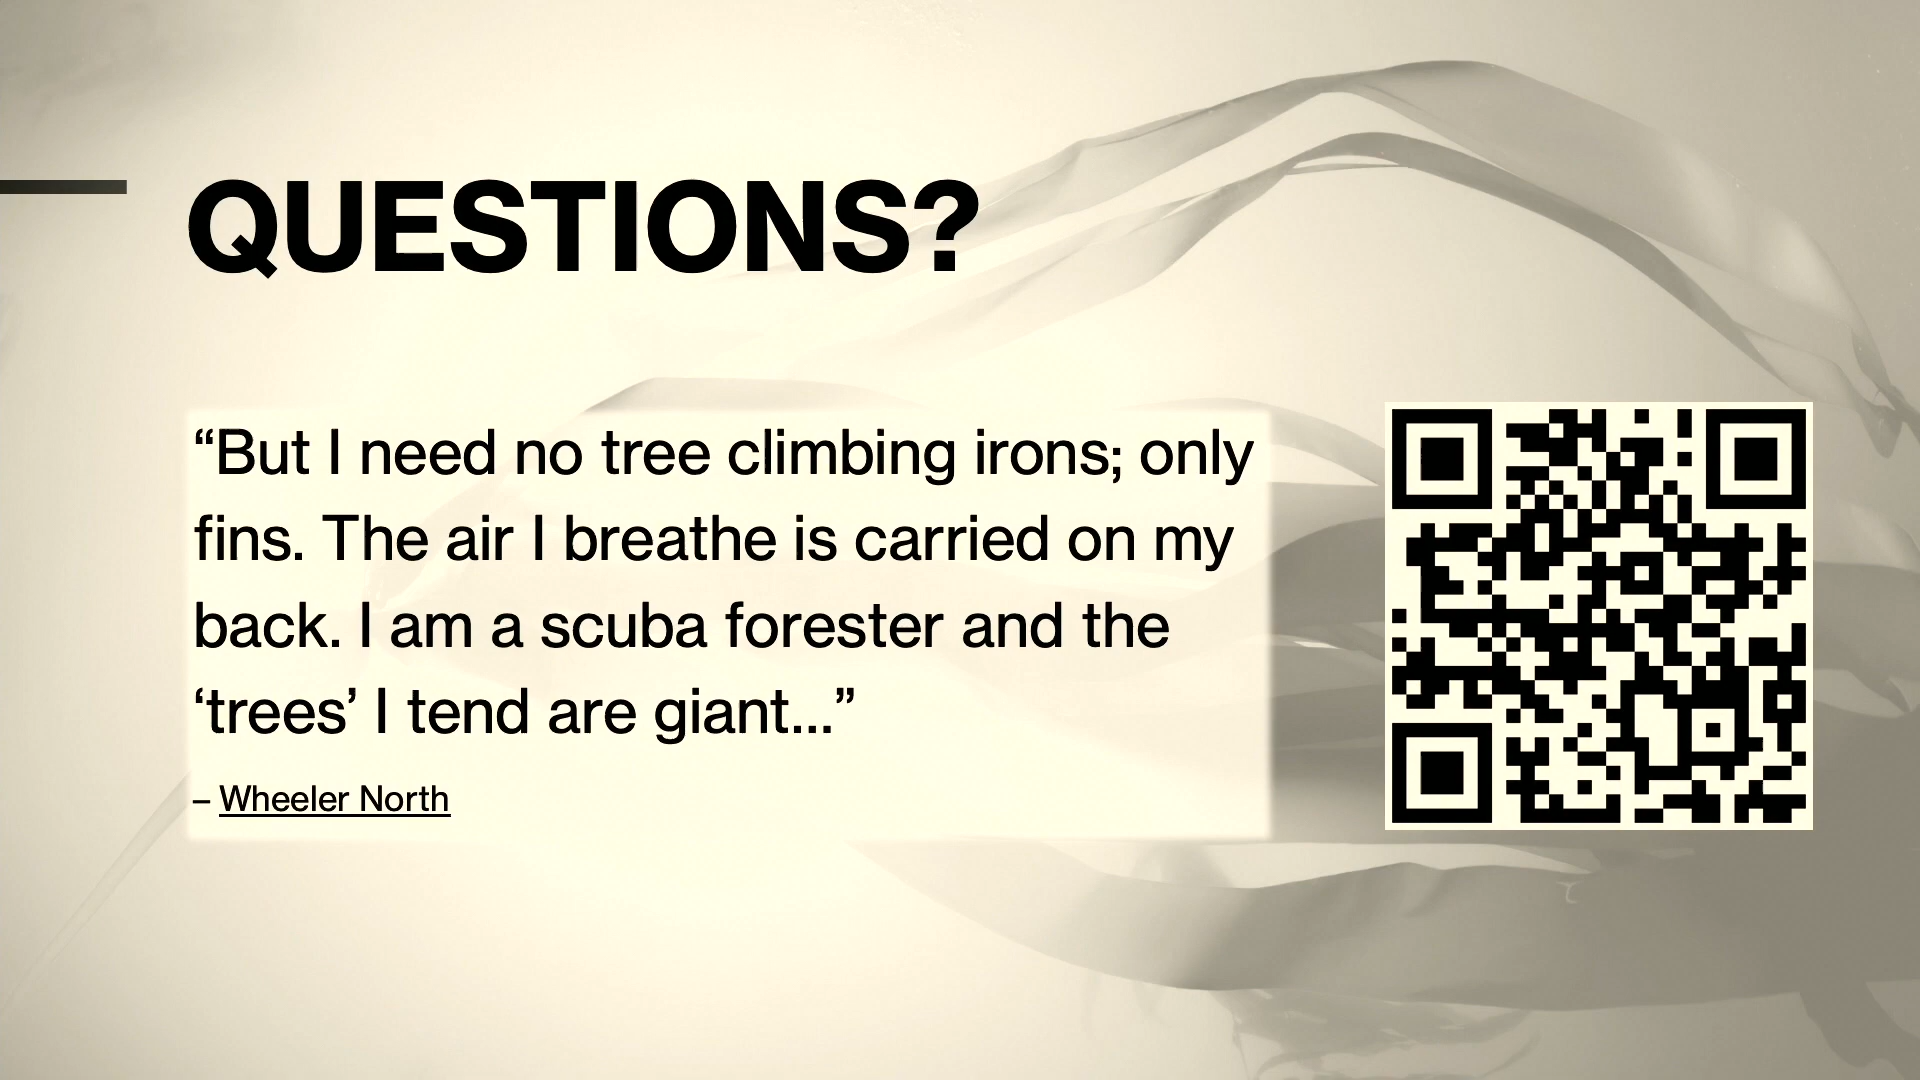 QUESTIONS?
“But I need no tree climbing irons; only
fins. The air I breathe is carried on my
back. I am a scuba forester and the
‘trees’ I tend are giant...”
– Wheeler North